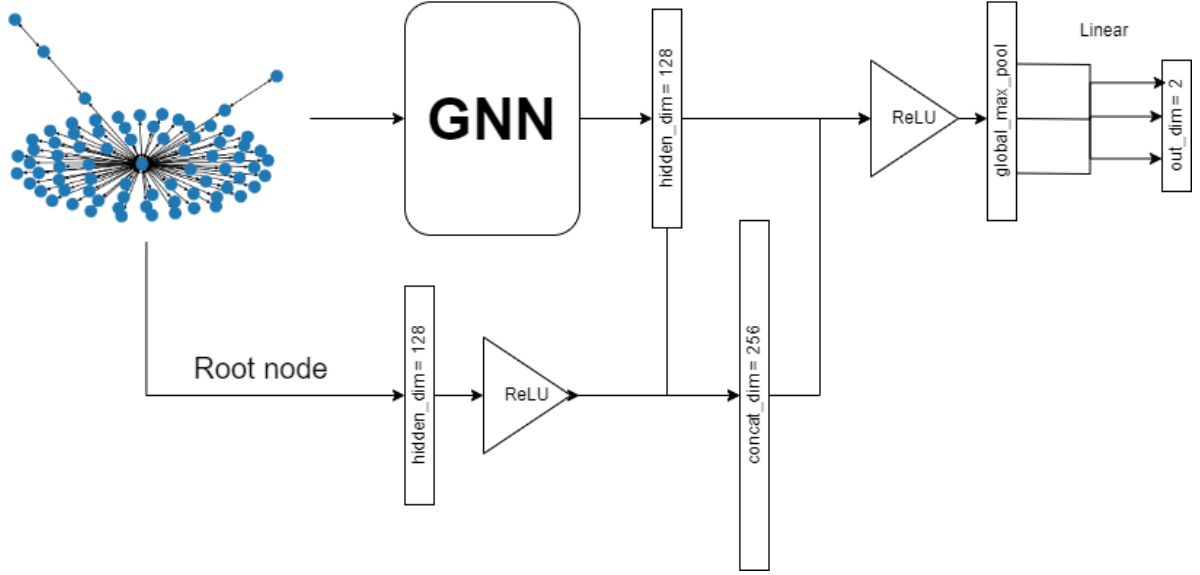 GNN
hidden_dim = 128
ReLU
global_max_pool
Linear
out_dim = 2
Root node
hidden_dim = 128
ReLU
concat_dim = 256